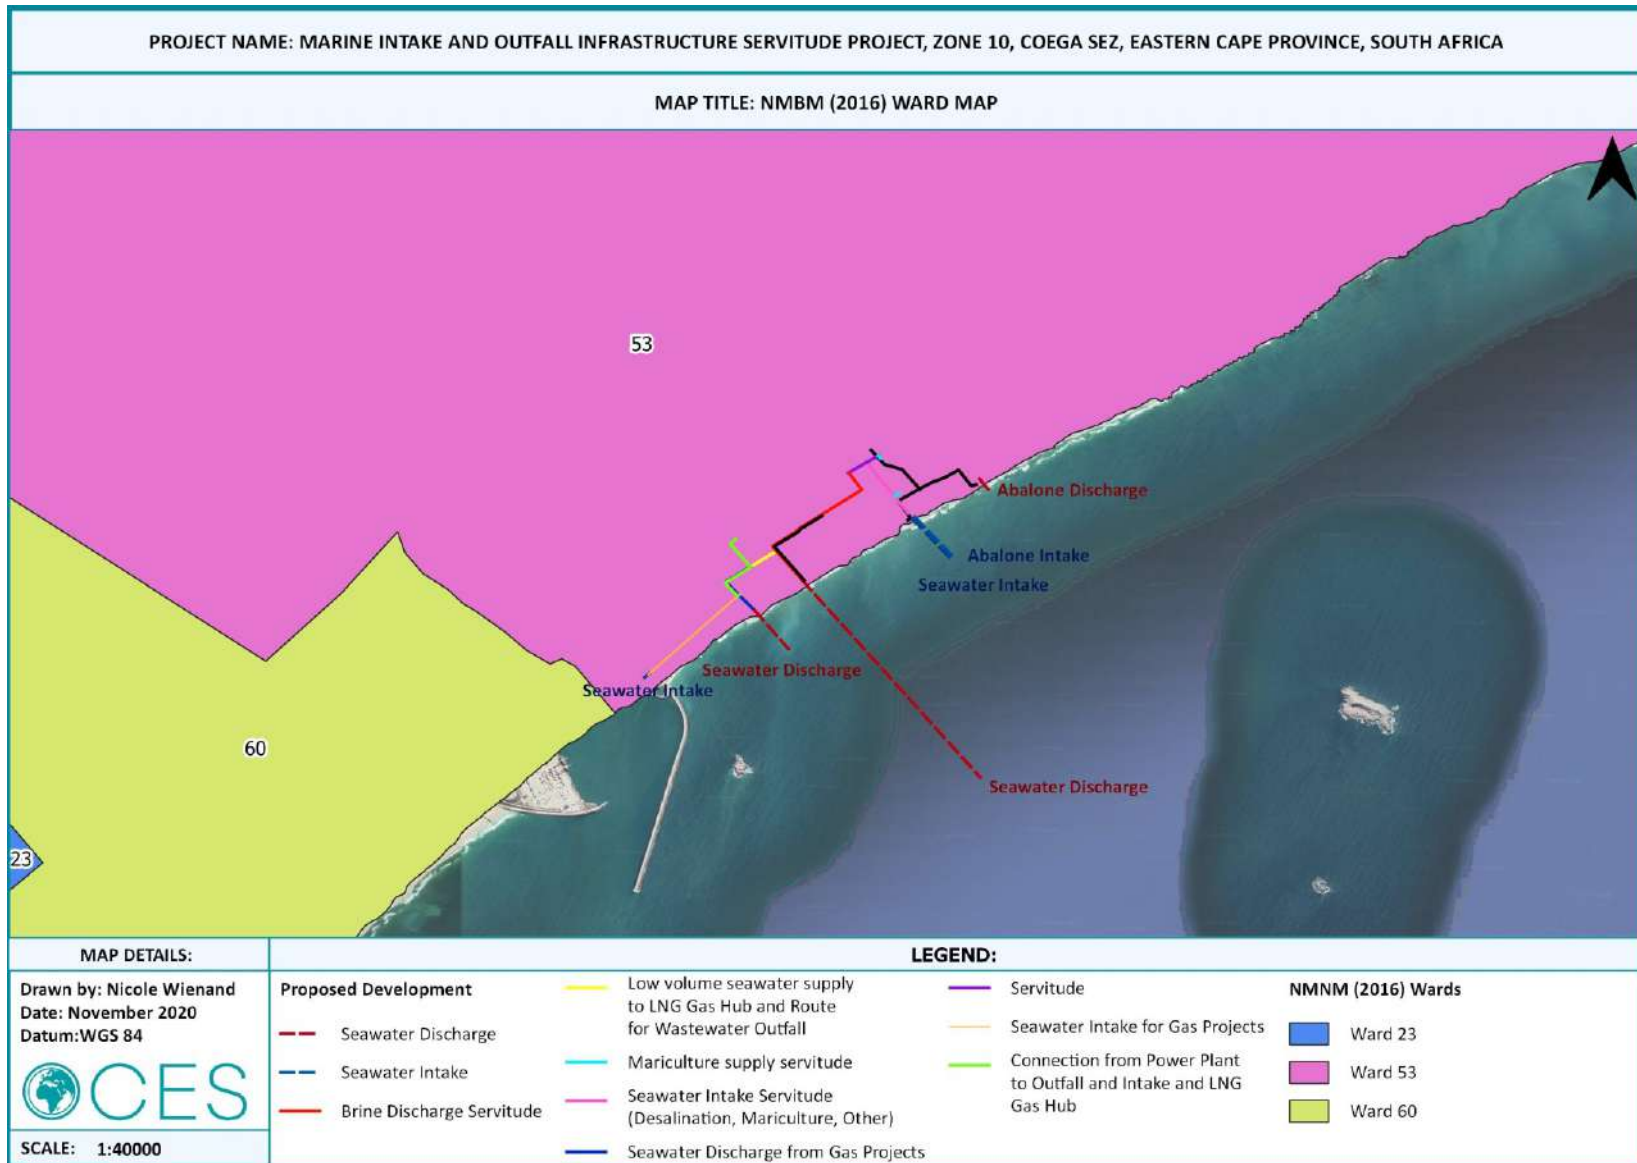 PROJECT NAME: MARINE INTAKE AND OUTFALL INFRASTRUCTURE SERVITUDE PROJECT, ZONE 10, COEGA SEZ, EASTERN CAPE PROVINCE, SOUTH AFRICA
MAP TITLE: NMBM (2016) WARD MAP
53
Abalone Discharge
Abalone Intake
Seawater Intake
Seawater Discharge
Seawater Intake
60
Seawater Discharge
23
MAP DETAILS:
Drawn by: Nicole Wienand
Date: November 2020
Datum:WGS 84
CES
SCALE: 1:40000
LEGEND:
Proposed Development
Seawater Discharge
Seawater Intake
Brine Discharge Servitude
Low volume seawater supply
to LNG Gas Hub and Route
for Wastewater Outfall
Mariculture supply servitude
Seawater Intake Servitude
(Desalination, Mariculture, Other)
Seawater Discharge from Gas Projects
Servitude
Seawater Intake for Gas Projects
Connection from Power Plant
to Outfall and Intake and LNG
Gas Hub
NMNM (2016) Wards
Ward 23
Ward 53
Ward 60